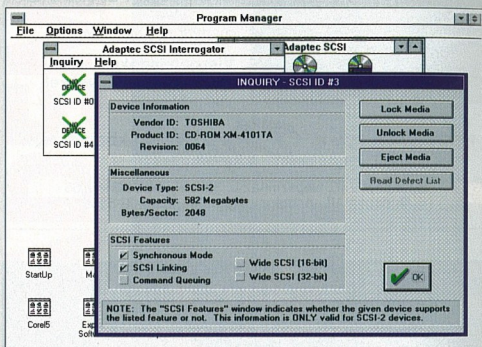 Program Manager
File Options Window Help
Adaptec SCSI Interrogator
Adaptec SCSI
Inquiry Help
NO DEVICE
SCSI ID #0
NO DEVICE
SCSI ID #4
INQUIRY - SCSI ID #3
Device Information
Vendor ID: TOSHIBA
Product ID: CD-ROM XM-4101TA
Revision: 0064
Miscellaneous
Device Type: SCSI-2
Capacity: 582 Megabytes
Bytes/Sector: 2048
SCSI Features
Synchronous Mode
SCSI Linking
Command Queuing
Wide SCSI (16-bit)
Wide SCSI (32-bit)
Lock Media
Unlock Media
Eject Media
Read Defect List
OK
NOTE: The "SCSI Features" window indicates whether the given device supports
the listed feature or not. This information is ONLY valid for SCSI-2 devices.
StartUp
Corel5